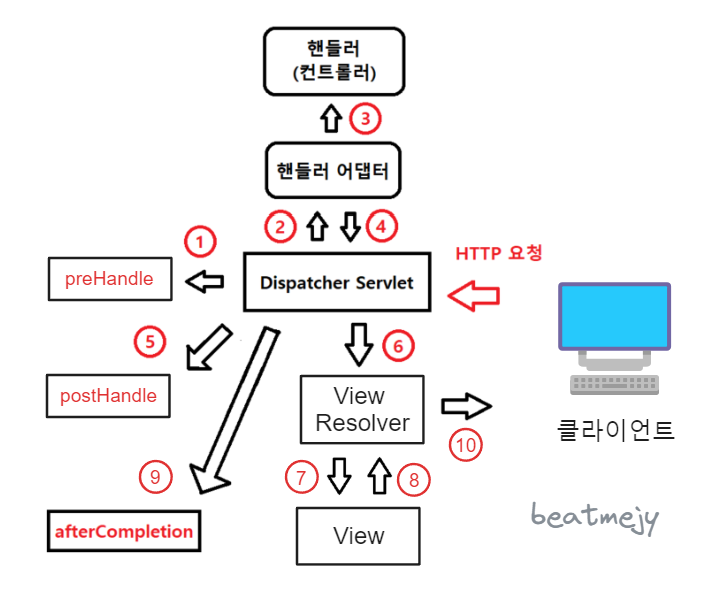 핸들러
(컨트롤러)
3
핸들러 어댑터
2
4
1
HTTP 요청
preHandle
Dispatcher Servlet
5
6
postHandle
View
Resolver
10
클라이언트
9
7
8
afterCompletion
View
beatmejy